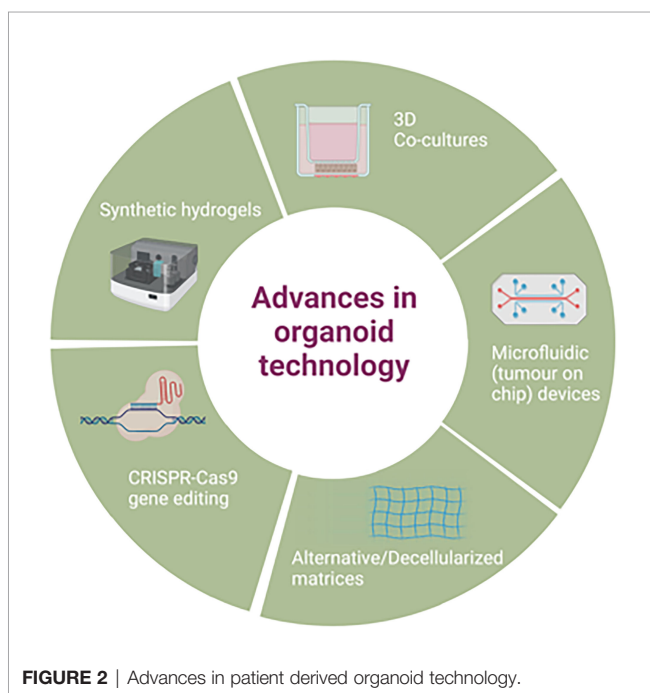 3D
Co-cultures
Synthetic hydrogels
Advances in
organoid
technology
Microfluidic
(tumour on
chip) devices
CRISPR-Cas9
gene editing
Alternative/Decellularized
matrices
FIGURE 2 | Advances in patient derived organoid technology.